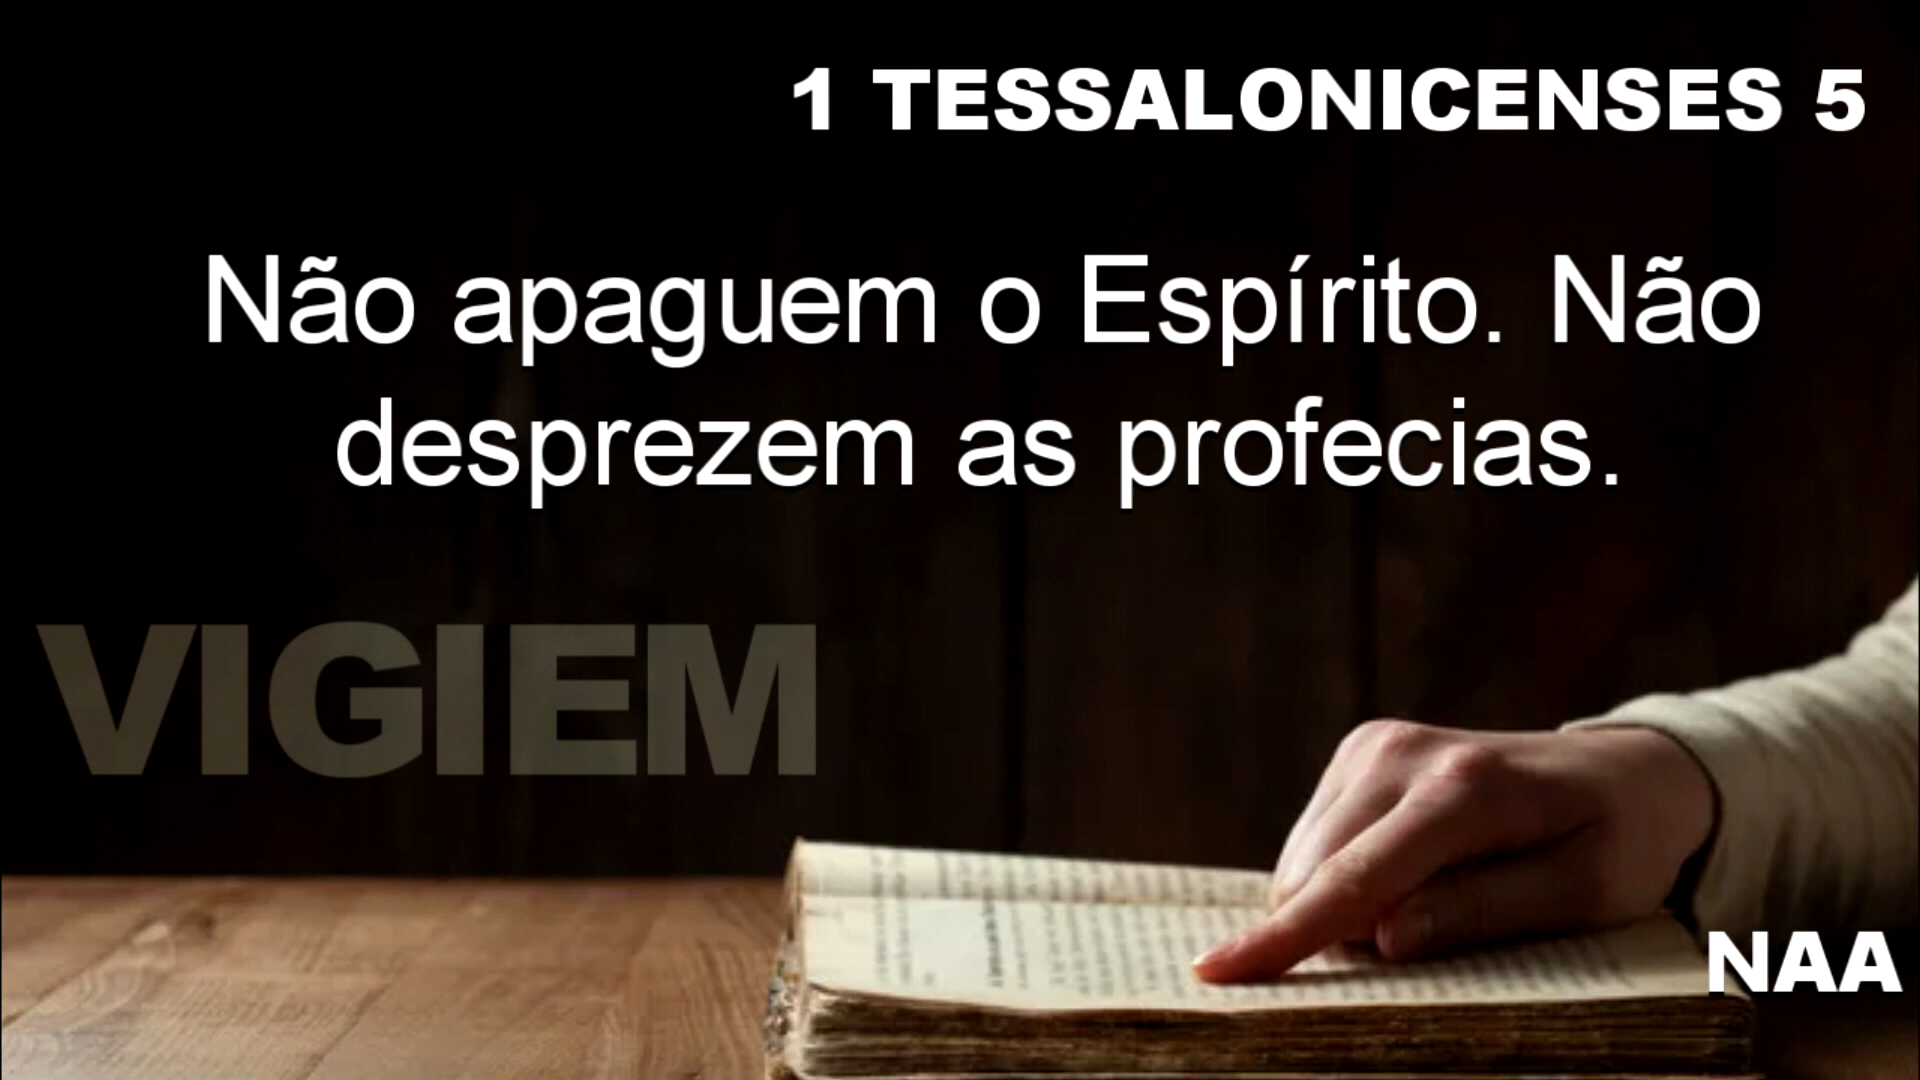 1 TESSALONICENSES 5
Não apaguem o Espírito. Não
desprezem as profecias.
VIGIEM
NAA